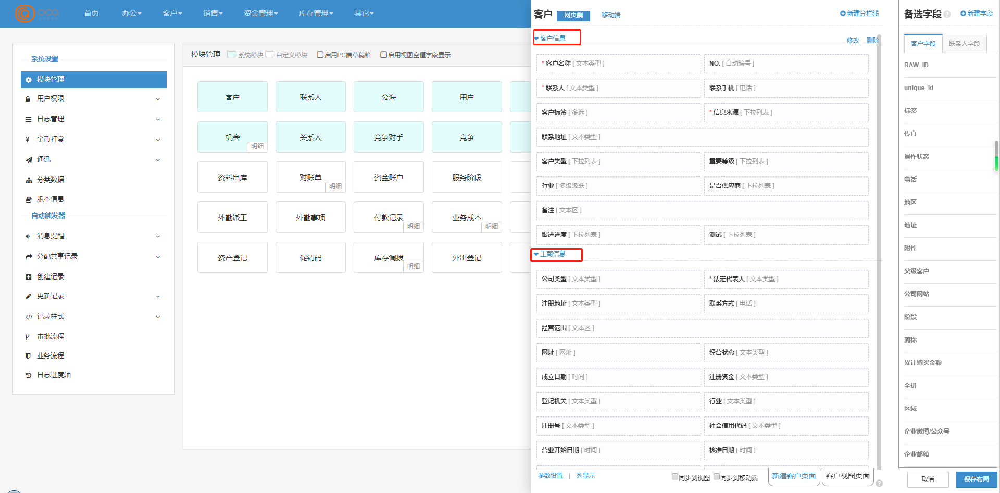 首页
办公
客户
销售
资金管理
库存管理
其它
系统设置
模块管理
用户权限
日志管理
金币打赏
通讯
分类数据
版本信息
自动触发器
消息提醒
分配共享记录
创建记录
更新记录
记录样式
审批流程
业务流程
日志进度轴
模块管理 系统模块 自定义模块 启用PC端草稿箱 启用视图空值字段显示
客户
联系人
公海
用户
机会
明细
关系人
竞争对手
竞争
资料出库
对账单
明细
资金账户
服务阶段
外勤派工
外勤事项
付款记录
明细
业务成本
明细
资产登记
促销码
库存调拨
明细
外出登记
客户 网页端 移动端
新建分栏线
客户信息
修改 删除
* 客户名称 [ 文本类型 ]
NO. [ 自动编号 ]
* 联系人 [ 文本类型 ]
联系手机 [ 电话 ]
客户标签 [ 多选 ]
* 信息来源 [ 下拉列表 ]
联系地址 [ 文本类型 ]
客户类型 [ 下拉列表 ]
重要等级 [ 下拉列表 ]
行业 [ 多级级联 ]
是否供应商 [ 下拉列表 ]
备注 [ 文本区 ]
跟进进度 [ 下拉列表 ]
测试 [ 下拉列表 ]
工商信息
公司类型 [ 文本类型 ]
* 法定代表人 [ 文本类型 ]
注册地址 [ 文本类型 ]
联系方式 [ 电话 ]
经营范围 [ 文本区 ]
网址 [ 网址 ]
经营状态 [ 文本类型 ]
成立日期 [ 时间 ]
注册资金 [ 文本类型 ]
登记机关 [ 文本类型 ]
行业 [ 文本类型 ]
注册号 [ 文本类型 ]
社会信用代码 [ 文本类型 ]
营业开始日期 [ 时间 ]
核准日期 [ 时间 ]
参数设置 | 列显示
同步到视图 同步到移动端
新建客户页面
客户视图页面
备选字段
新建字段
客户字段
联系人字段
RAW_ID
unique_id
标签
传真
操作状态
电话
地区
地址
附件
父级客户
公司网站
阶段
简称
累计购买金额
全拼
区域
企业微博/公众号
企业邮箱
取消
保存布局